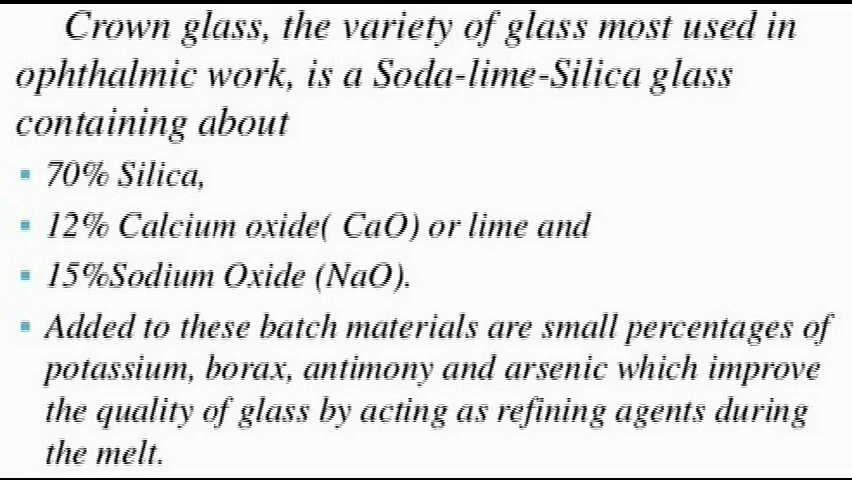 Crown glass, the variety of glass most used in
ophthalmic work, is a Soda-lime-Silica glass
containing about
▪ 70% Silica,
▪ 12% Calcium oxide( CaO) or lime and
▪ 15%Sodium Oxide (NaO).
▪ Added to these batch materials are small percentages of
potassium, borax, antimony and arsenic which improve
the quality of glass by acting as refining agents during
the melt.